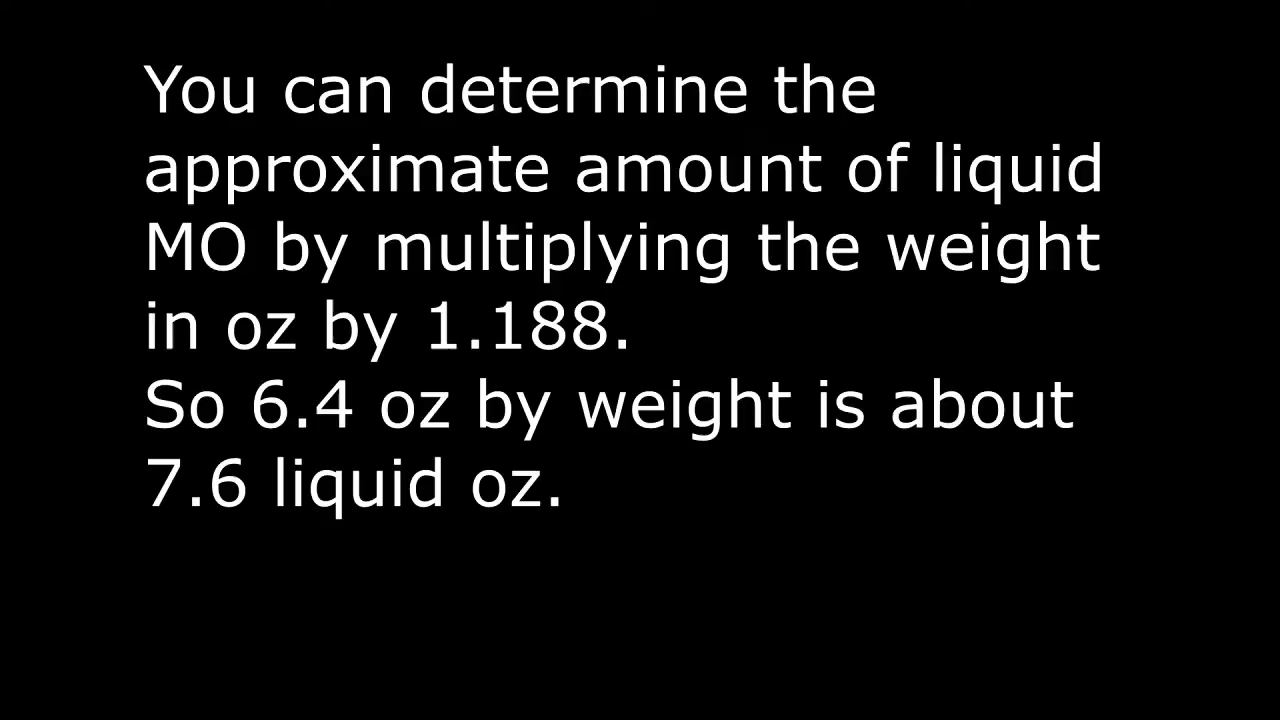 You can determine the
approximate amount of liquid
MO by multiplying the weight
in oz by 1.188.
So 6.4 oz by weight is about
7.6 liquid oz.